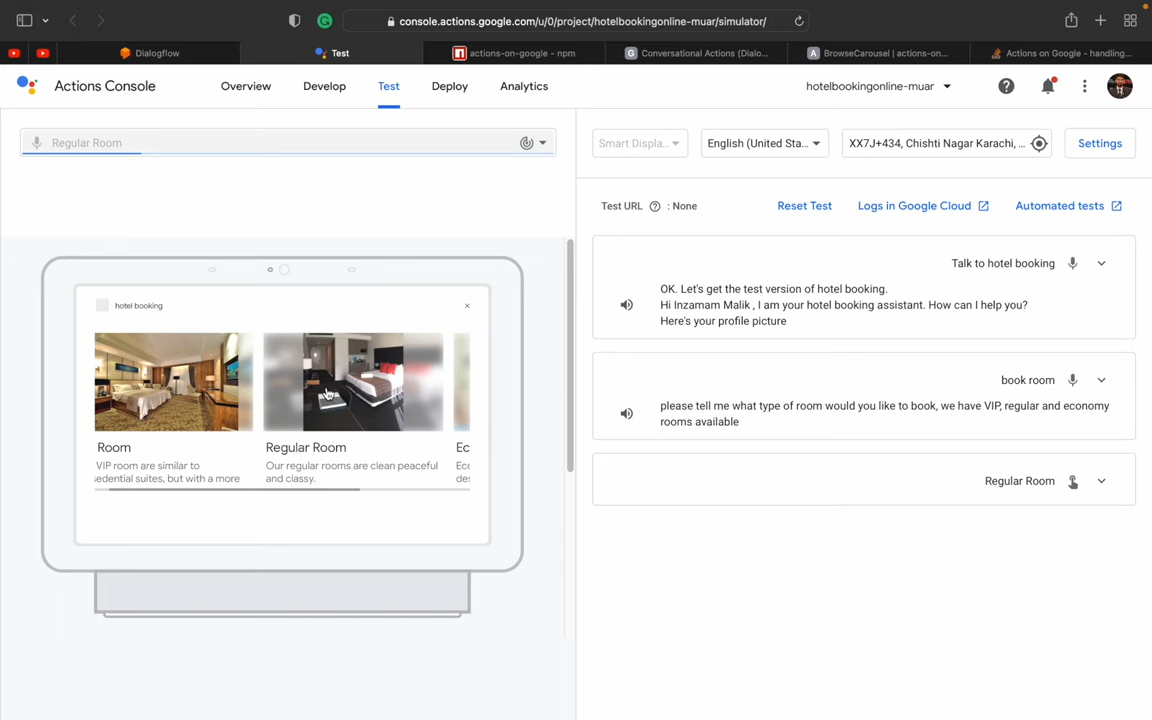 console.actions.google.com/u/0/project/hotelbookingonline-muar/simulator/
Dialogflow
Test
actions-on-google - npm
Conversational Actions (Dialo...
BrowseCarousel | actions-on...
Actions on Google - handling...
Actions Console
Overview
Develop
Test
Deploy
Analytics
hotelbookingonline-muar
Regular Room
Smart Displa...
English (United Sta...
XX7J+434, Chishti Nagar Karachi, ...
Settings
Test URL : None
Reset Test
Logs in Google Cloud
Automated tests
Talk to hotel booking
OK. Let's get the test version of hotel booking.
Hi Inzamam Malik , I am your hotel booking assistant. How can I help you?
Here's your profile picture
book room
please tell me what type of room would you like to book, we have VIP, regular and economy
rooms available
Regular Room
hotel booking
Room
VIP room are similar to
sedential suites, but with a more
Regular Room
Our regular rooms are clean peaceful
and classy.
Ec
Ecc
des